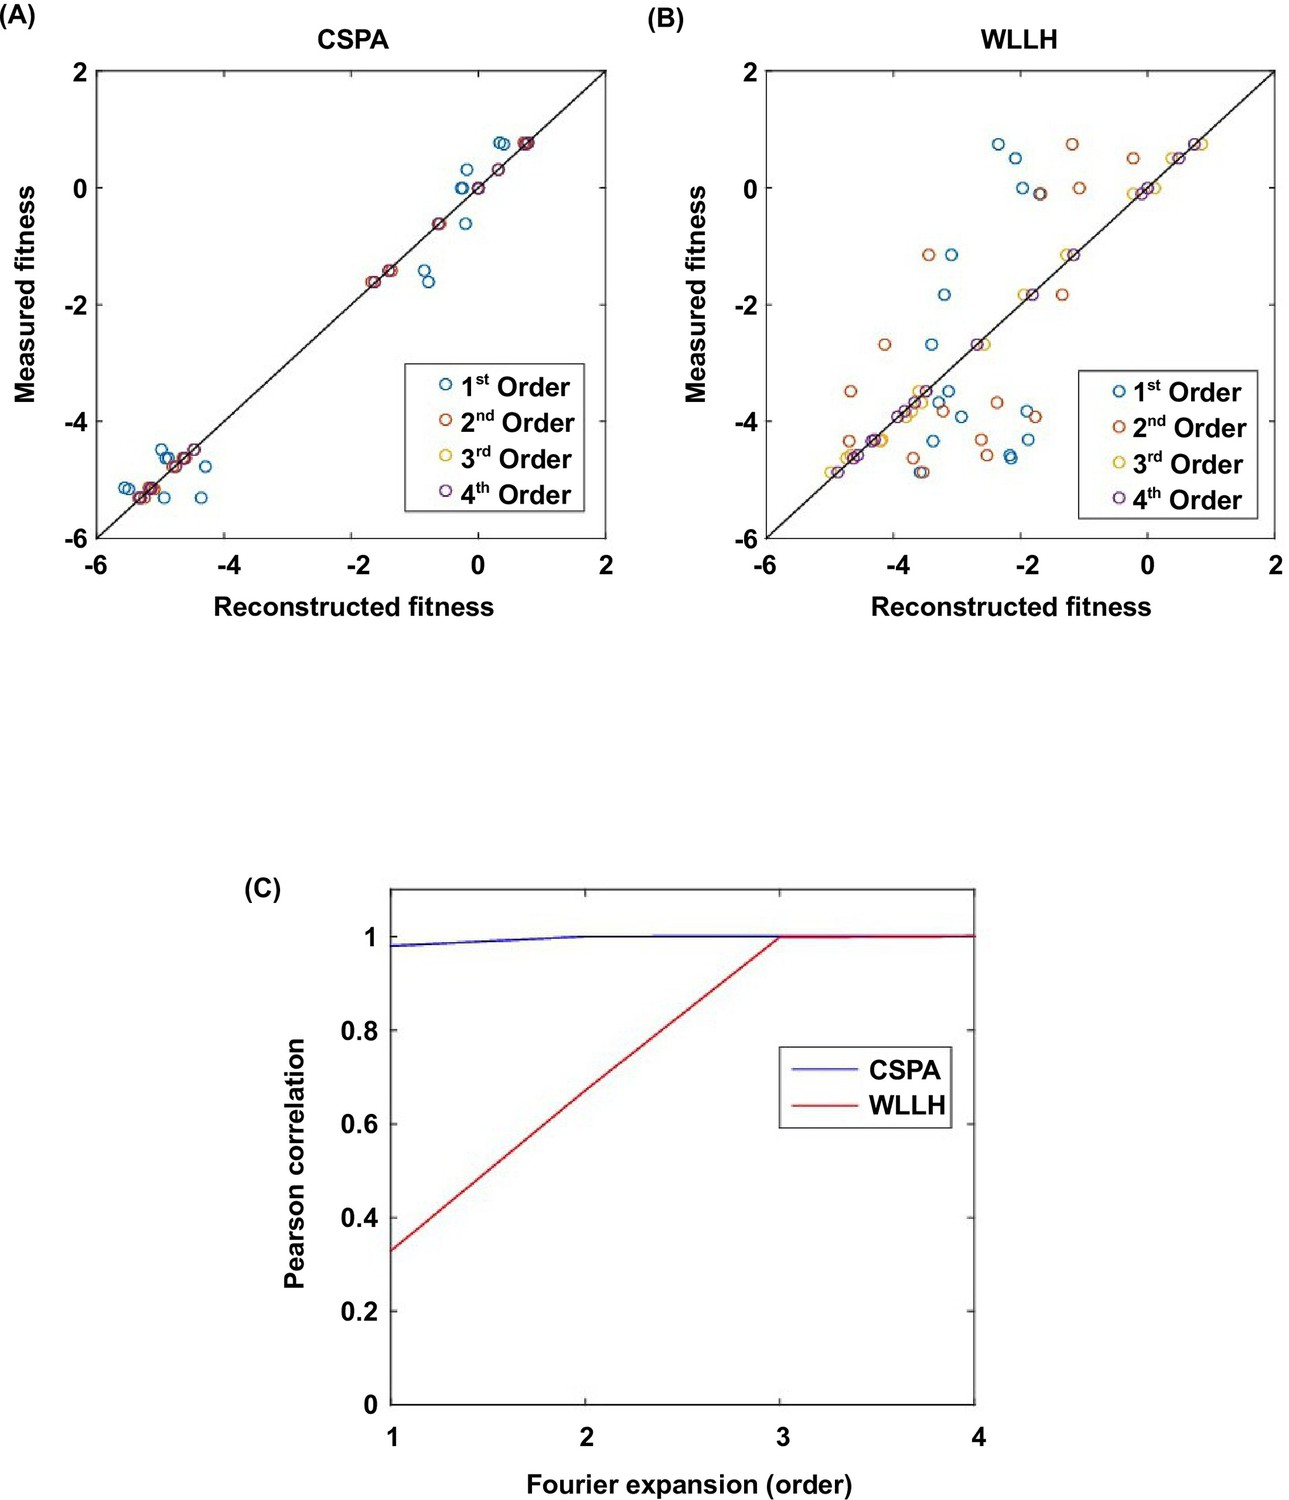 (A)
CSPA
2
0
-2
-4
-6
-6 -4 -2 0 2
Measured fitness
Reconstructed fitness
1st Order
2nd Order
3rd Order
4th Order
(B)
WLLH
2
0
-2
-4
-6
-6 -4 -2 0 2
Measured fitness
Reconstructed fitness
1st Order
2nd Order
3rd Order
4th Order
(C)
1
0.8
0.6
0.4
0.2
0
1 2 3 4
Pearson correlation
Fourier expansion (order)
CSPA
WLLH